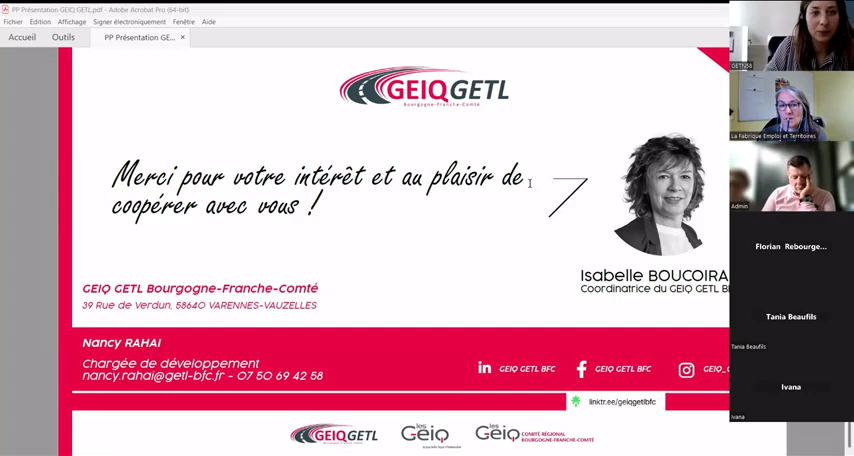 PP Présentation GEIQ GETL.pdf - Adobe Acrobat Pro (64-bit)
Fichier Edition Affichage Signer électroniquement Fenêtre Aide
Accueil Outils PP Présentation GE... ×
GEIQ GETL
Bourgogne-Franche-Comté
Merci pour votre intérêt et au plaisir de
coopérer avec vous !
Isabelle BOUCOIRA
Coordinatrice du GEIQ GETL B
GEIQ GETL Bourgogne-Franche-Comté
39 Rue de Verdun, 58640 VARENNES-VAUZELLES
Nancy RAHAI
Chargée de développement
nancy.rahai@getl-bfc.fr - 07 50 69 42 58
in GEIQ GETL BFC
f GEIQ GETL BFC
GEIQ_
linktr.ee/geiqgetlbfc
GEIQ GETL
les Geiq
les Geiq COMITÉ RÉGIONAL
BOURGOGNE-FRANCHE-COMTÉ
GETN58
La Fabrique Emploi et Territoires
Admin
Florian Rebourge...
Tania Beaufils
Tania Beaufils
Ivana
Ivana